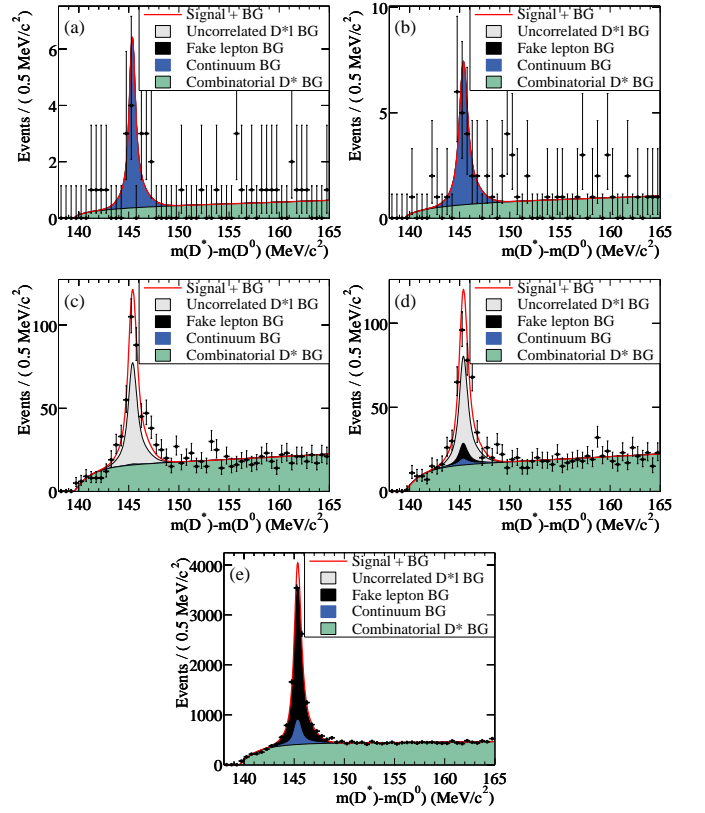 (a)
Signal + BG
Uncorrelated D*l BG
Fake lepton BG
Continuum BG
Combinatorial D* BG
Events / ( 0.5 MeV/c²)
6
4
2
0
140 145 150 155 160 165
m(D*)-m(D⁰) (MeV/c²)
(b)
Signal + BG
Uncorrelated D*l BG
Fake lepton BG
Continuum BG
Combinatorial D* BG
Events / ( 0.5 MeV/c²)
10
5
0
140 145 150 155 160 165
m(D*)-m(D⁰) (MeV/c²)
(c)
Signal + BG
Uncorrelated D*l BG
Fake lepton BG
Continuum BG
Combinatorial D* BG
Events / ( 0.5 MeV/c²)
100
50
0
140 145 150 155 160 165
m(D*)-m(D⁰) (MeV/c²)
(d)
Signal + BG
Uncorrelated D*l BG
Fake lepton BG
Continuum BG
Combinatorial D* BG
Events / ( 0.5 MeV/c²)
100
50
0
140 145 150 155 160 165
m(D*)-m(D⁰) (MeV/c²)
(e)
Signal + BG
Uncorrelated D*l BG
Fake lepton BG
Continuum BG
Combinatorial D* BG
Events / ( 0.5 MeV/c²)
4000
3000
2000
1000
0
140 145 150 155 160 165
m(D*)-m(D⁰) (MeV/c²)